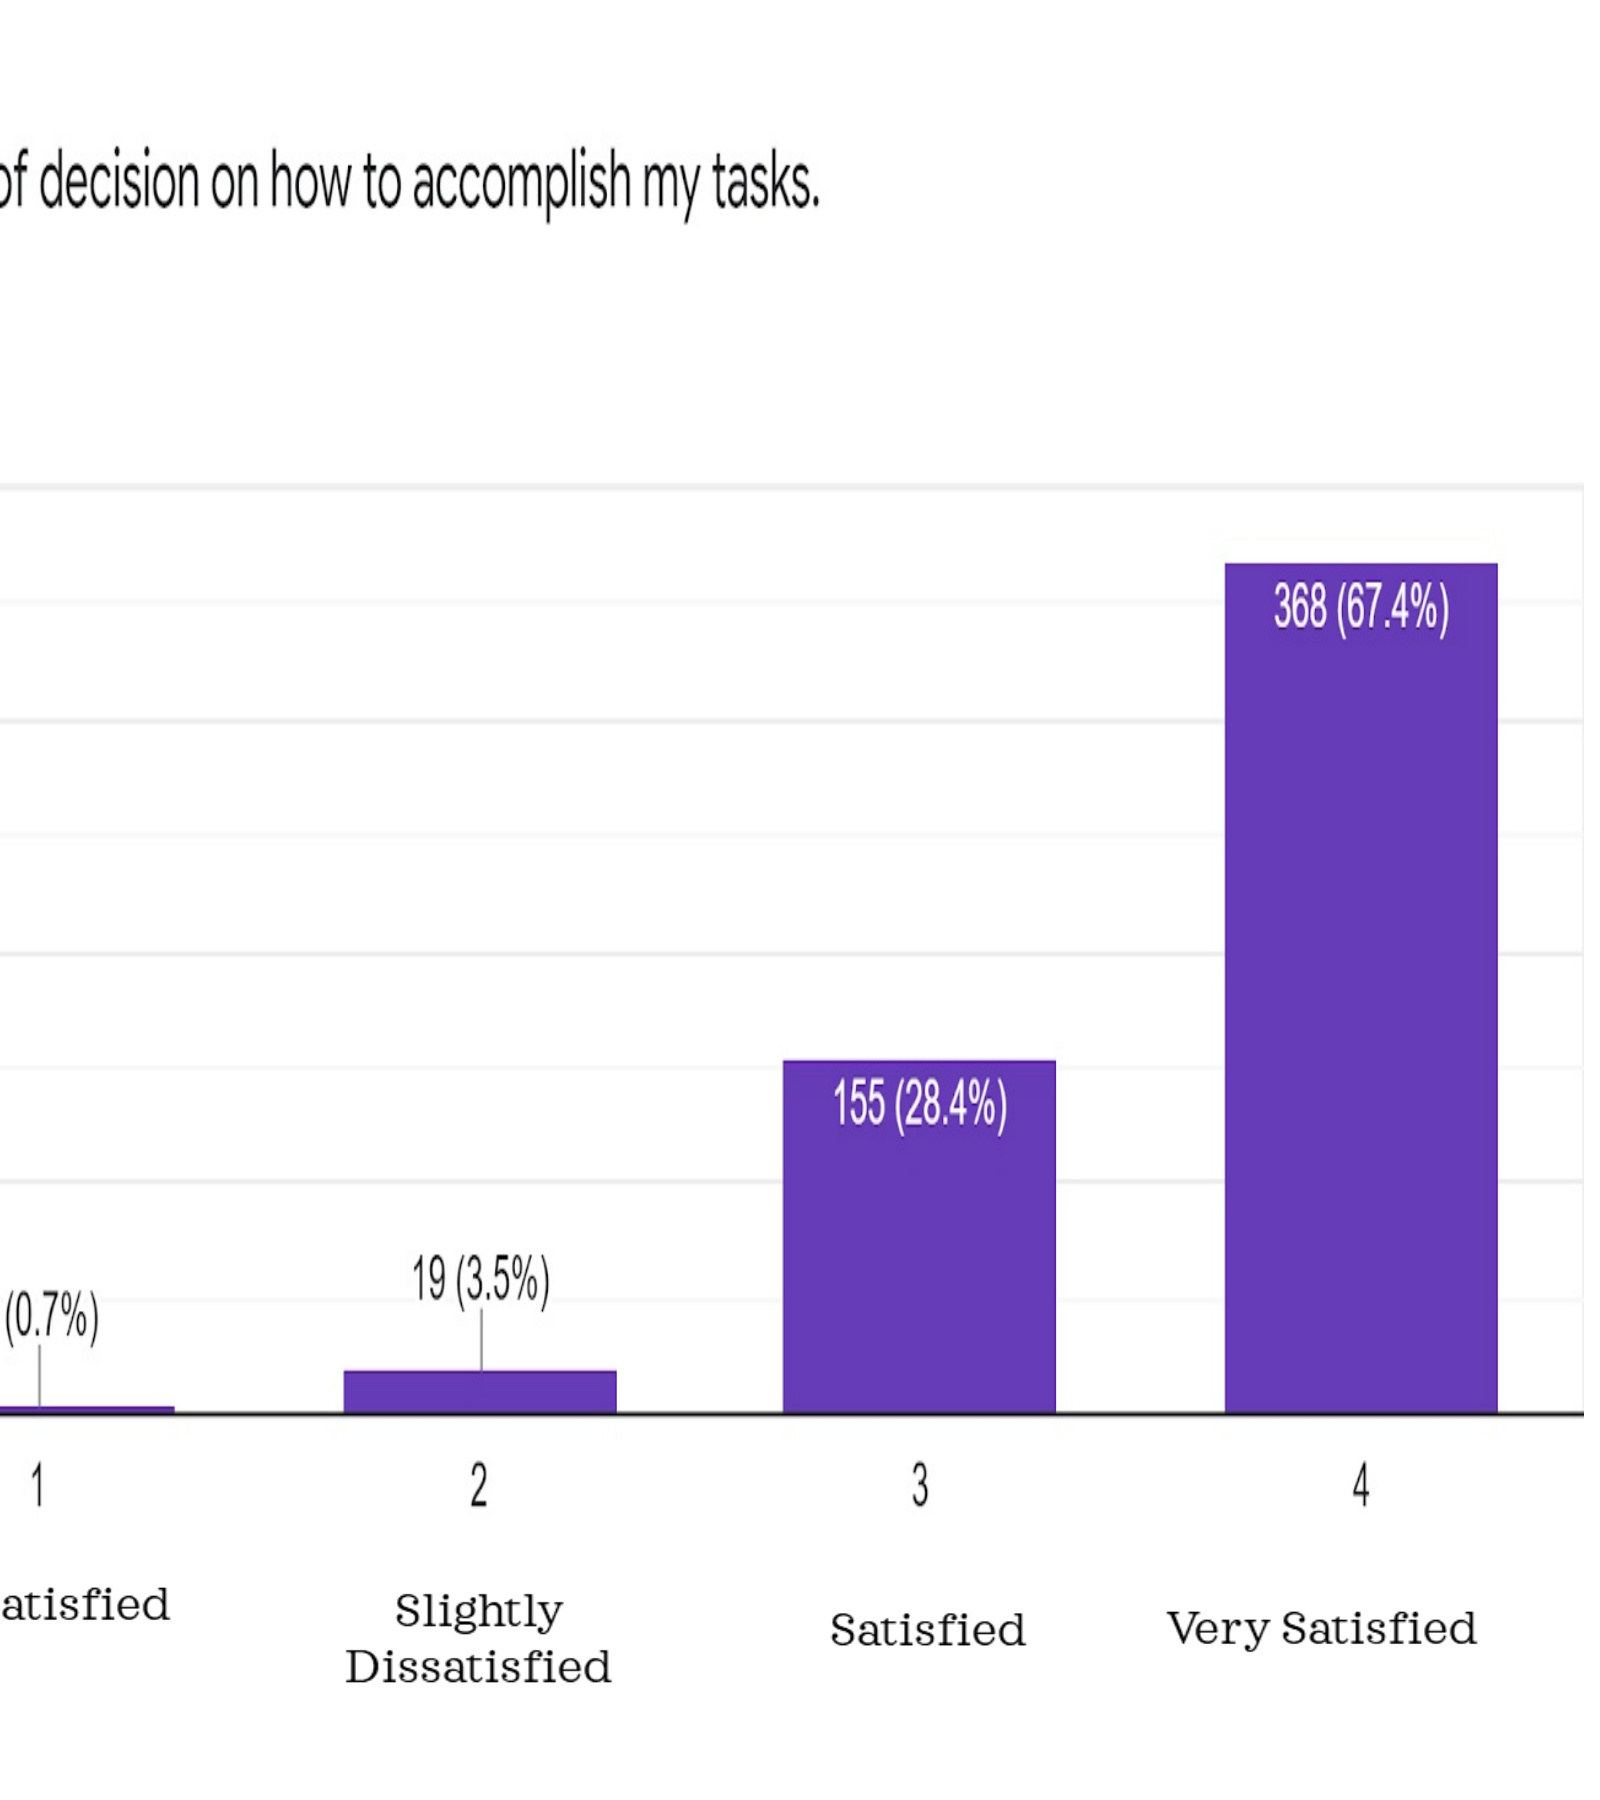 of decision on how to accomplish my tasks.
368 (67.4%)
155 (28.4%)
19 (3.5%)
(0.7%)
1 2 3 4
atisfied
Slightly
Dissatisfied
Satisfied
Very Satisfied